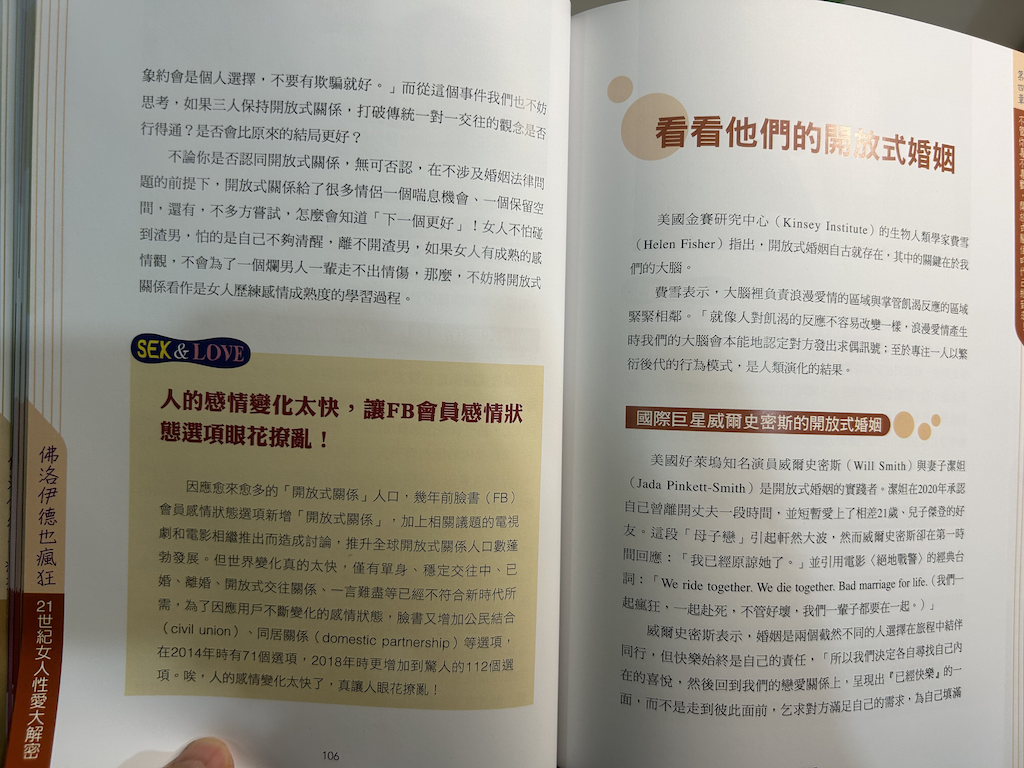 象約會是個人選擇，不要有欺騙就好。」而從這個事件我們也不妨
思考，如果三人保持開放式關係，打破傳統一對一交往的觀念是否
行得通？是否會比原來的結局更好？
不論你是否認同開放式關係，無可否認，在不涉及婚姻法律問
題的前提下，開放式關係給了很多情侶一個喘息機會、一個保留空
間，還有，不多方嘗試，怎麼會知道「下一個更好」！女人不怕碰
到渣男，怕的是自己不夠清醒，離不開渣男，如果女人有成熟的感
情觀，不會為了一個爛男人一輩走不出情傷，那麼，不妨將開放式
關係看作是女人歷練感情成熟度的學習過程。
SEX & LOVE
人的感情變化太快，讓FB會員感情狀
態選項眼花撩亂！
因應愈來愈多的「開放式關係」人口，幾年前臉書（FB）
會員感情狀態選項新增「開放式關係」，加上相關議題的電視
劇和電影相繼推出而造成討論，推升全球開放式關係人口數蓬
勃發展。但世界變化真的太快，僅有單身、穩定交往中、已
婚、離婚、開放式交往關係、一言難盡等已經不符合新時代所
需，為了因應用戶不斷變化的感情狀態，臉書又增加公民結合
（civil union）、同居關係（domestic partnership）等選項，
在2014年時有71個選項，2018年時更增加到驚人的112個選
項。唉，人的感情變化太快了，真讓人眼花撩亂！
佛洛伊德也瘋狂
21世紀女人性愛大解密
106
看看他們的開放式婚姻
美國金賽研究中心（Kinsey Institute）的生物人類學家費雪
（Helen Fisher）指出，開放式婚姻自古就存在，其中的關鍵在於我
們的大腦。
費雪表示，大腦裡負責浪漫愛情的區域與掌管飢渴反應的區域
緊緊相鄰。「就像人對飢渴的反應不容易改變一樣，浪漫愛情產生
時我們的大腦會本能地認定對方發出求偶訊號；至於專注一人以繁
衍後代的行為模式，是人類演化的結果。
國際巨星威爾史密斯的開放式婚姻
美國好萊塢知名演員威爾史密斯（Will Smith）與妻子潔妲
（Jada Pinkett-Smith）是開放式婚姻的實踐者。潔妲在2020年承認
自己曾離開丈夫一段時間，並短暫愛上了相差21歲、兒子傑登的好
友。這段「母子戀」引起軒然大波，然而威爾史密斯卻在第一時
間回應：「我已經原諒她了。」並引用電影〈絕地戰警〉的經典台
詞：「We ride together. We die together. Bad marriage for life.（我們一
起瘋狂，一起赴死，不管好壞，我們一輩子都要在一起。）」
威爾史密斯表示，婚姻是兩個截然不同的人選擇在旅程中結伴
同行，但快樂始終是自己的責任，「所以我們決定各自尋找自己內
在的喜悅，然後回到我們的戀愛關係上，呈現出『已經快樂』的一
面，而不是走到彼此面前，乞求對方滿足自己的需求，為自己填滿
第四章